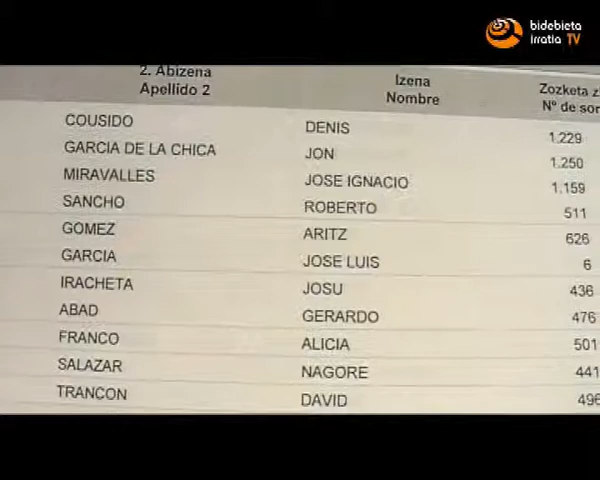 bidebieta
irratia TV
2. Abizena Izena Zozketa
Apellido 2 Nombre Nº de
COUSIDO DENIS 1.229
GARCIA DE LA CHICA JON 1.250
MIRAVALLES JOSE IGNACIO 1.159
SANCHO ROBERTO 511
GOMEZ ARITZ 626
GARCIA JOSE LUIS 6
IRACHETA JOSU 436
ABAD GERARDO 476
FRANCO ALICIA 501
SALAZAR NAGORE 441
TRANCON DAVID 496